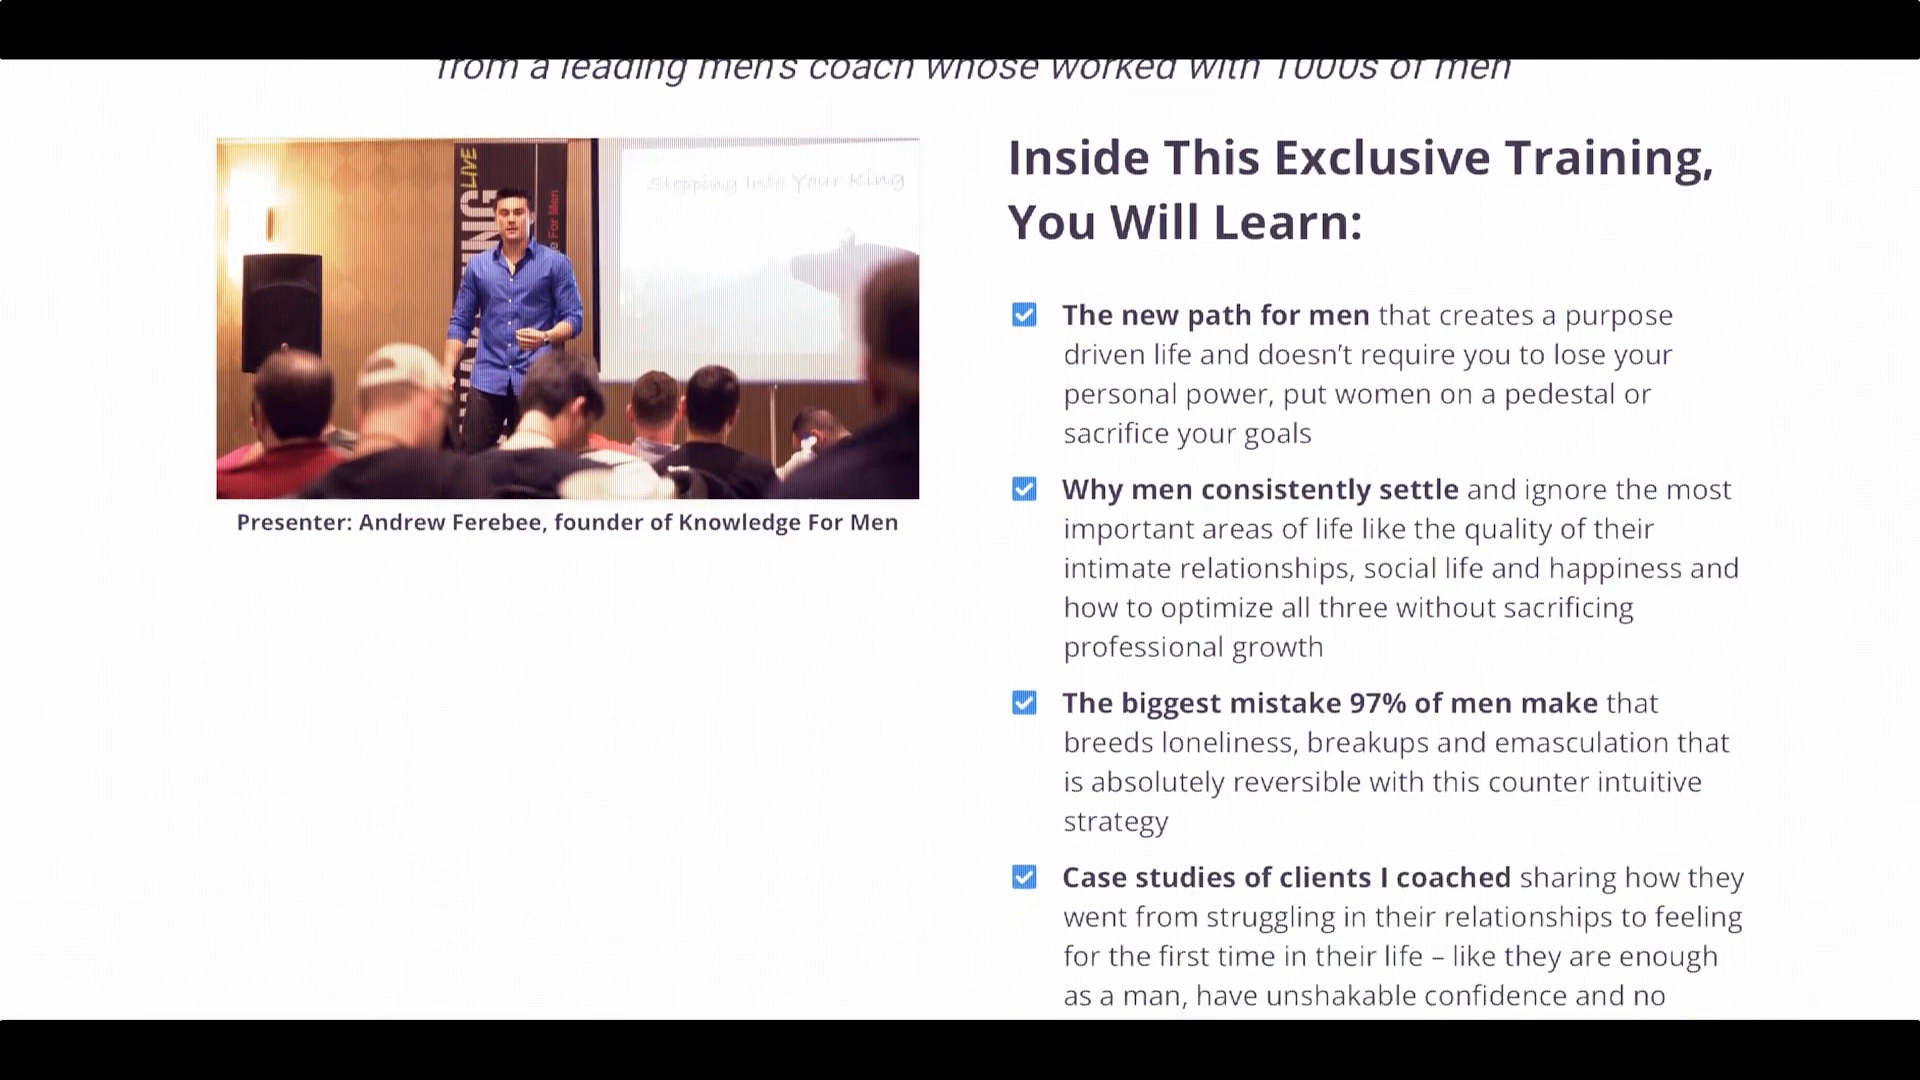 from a leading men's coach whose worked with 1000s of men
LIVE
Stepping Into Your King
For Men
Presenter: Andrew Ferebee, founder of Knowledge For Men
Inside This Exclusive Training,
You Will Learn:
The new path for men that creates a purpose
driven life and doesn’t require you to lose your
personal power, put women on a pedestal or
sacrifice your goals
Why men consistently settle and ignore the most
important areas of life like the quality of their
intimate relationships, social life and happiness and
how to optimize all three without sacrificing
professional growth
The biggest mistake 97% of men make that
breeds loneliness, breakups and emasculation that
is absolutely reversible with this counter intuitive
strategy
Case studies of clients I coached sharing how they
went from struggling in their relationships to feeling
for the first time in their life – like they are enough
as a man, have unshakable confidence and no